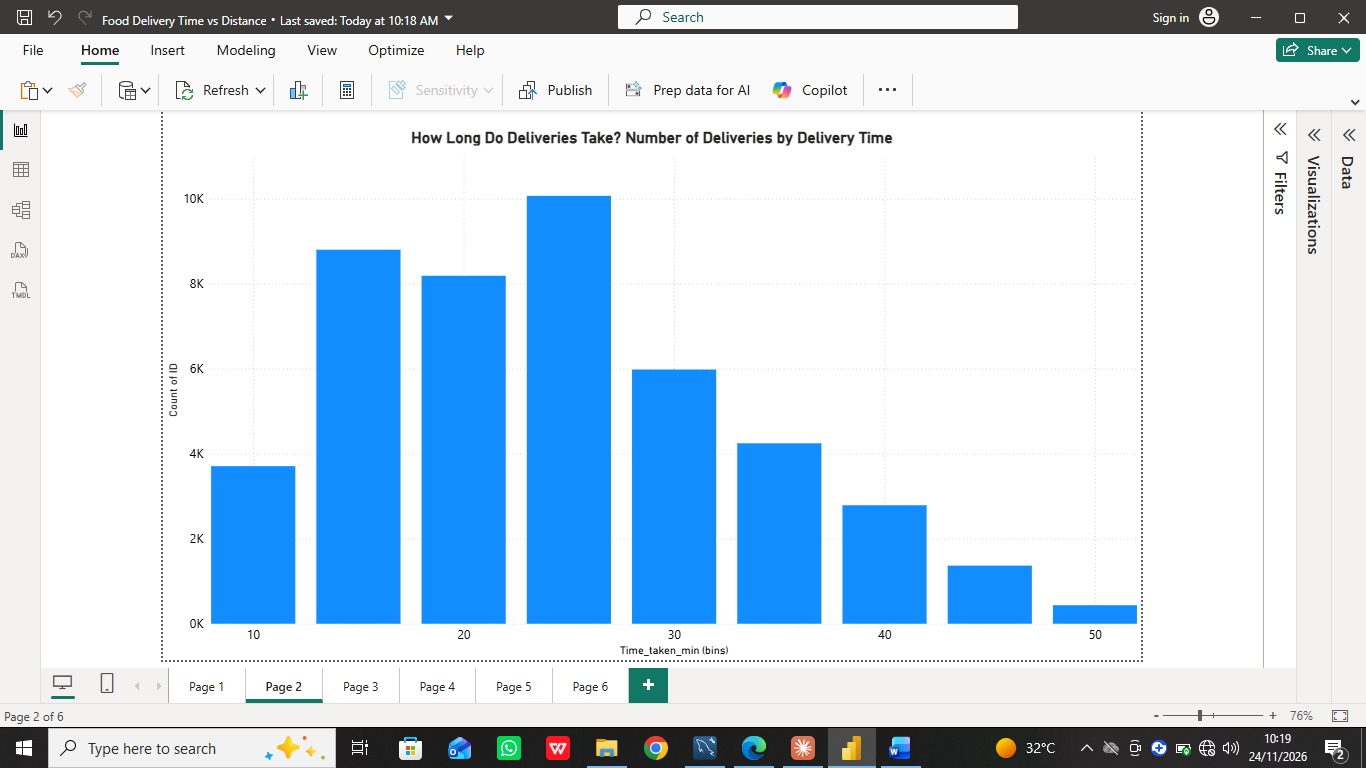 Food Delivery Time vs Distance • Last saved: Today at 10:18 AM
Search
Sign in
File Home Insert Modeling View Optimize Help
Share
Refresh
Sensitivity
Publish
Prep data for AI
Copilot
How Long Do Deliveries Take? Number of Deliveries by Delivery Time
10K
8K
6K
4K
2K
0K
Count of ID
10 20 30 40 50
Time_taken_min (bins)
Filters
Visualizations
Data
DAX
TMDL
Page 1 Page 2 Page 3 Page 4 Page 5 Page 6
Page 2 of 6
- + 76%
Type here to search
32°C
10:19
24/11/2026
2